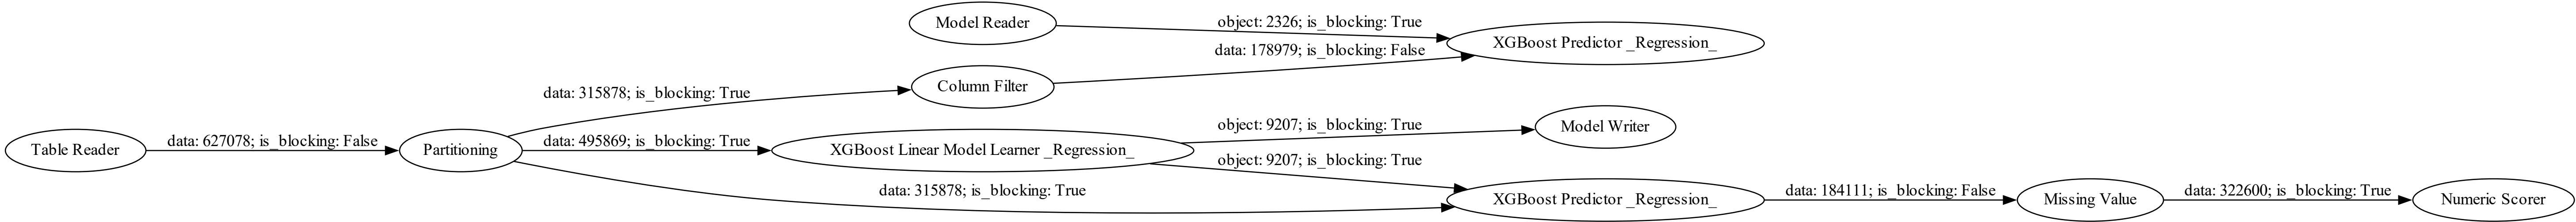 Model Reader
object: 2326; is_blocking: True
XGBoost Predictor _Regression_
data: 178979; is_blocking: False
Column Filter
data: 315878; is_blocking: True
Table Reader
data: 627078; is_blocking: False
Partitioning
data: 495869; is_blocking: True
XGBoost Linear Model Learner _Regression_
object: 9207; is_blocking: True
Model Writer
object: 9207; is_blocking: True
data: 315878; is_blocking: True
XGBoost Predictor _Regression_
data: 184111; is_blocking: False
Missing Value
data: 322600; is_blocking: True
Numeric Scorer